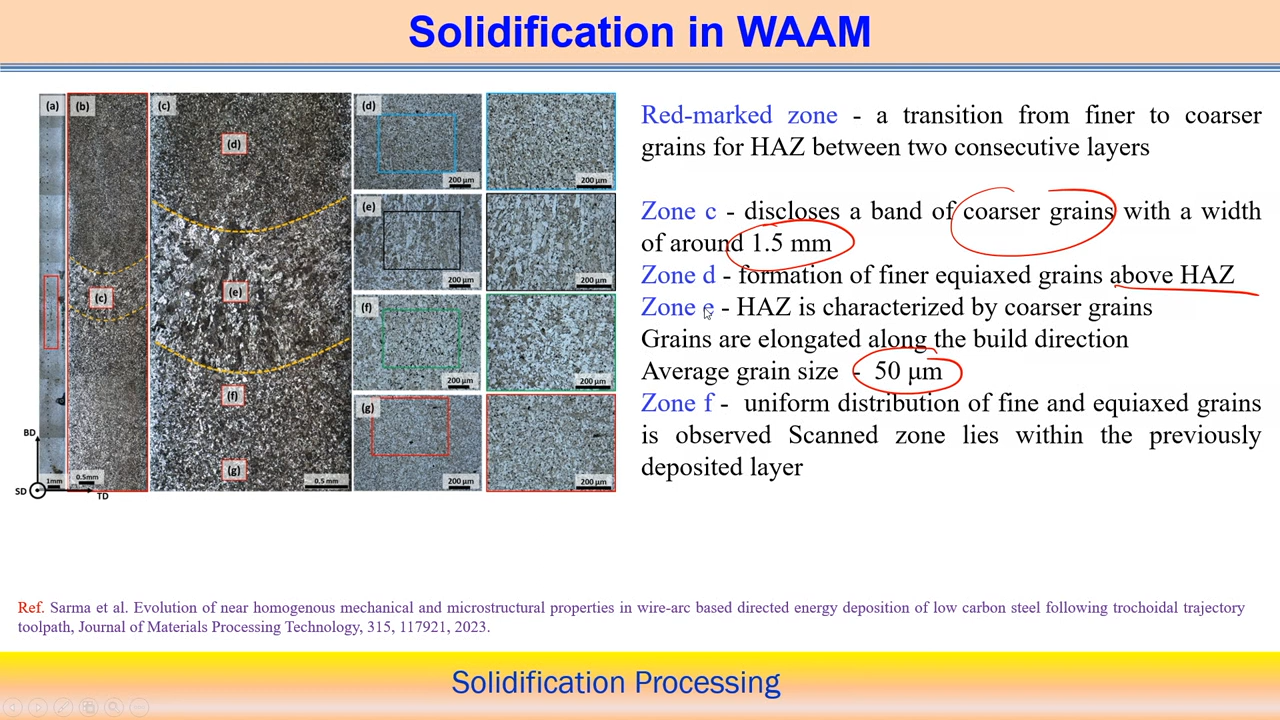 Solidification in WAAM
(a)
(b)
(c)
(d)
(d)
200 µm
200 µm
(e)
200 µm
200 µm
(c)
(e)
(f)
200 µm
200 µm
(f)
(g)
(g)
200 µm
200 µm
BD
SD
TD
1mm
0.5mm
0.5 mm
Red-marked zone - a transition from finer to coarser
grains for HAZ between two consecutive layers
Zone c - discloses a band of coarser grains with a width
of around 1.5 mm
Zone d - formation of finer equiaxed grains above HAZ
Zone e - HAZ is characterized by coarser grains
Grains are elongated along the build direction
Average grain size - 50 µm
Zone f - uniform distribution of fine and equiaxed grains
is observed Scanned zone lies within the previously
deposited layer
Ref. Sarma et al. Evolution of near homogenous mechanical and microstructural properties in wire-arc based directed energy deposition of low carbon steel following trochoidal trajectory
toolpath, Journal of Materials Processing Technology, 315, 117921, 2023.
Solidification Processing